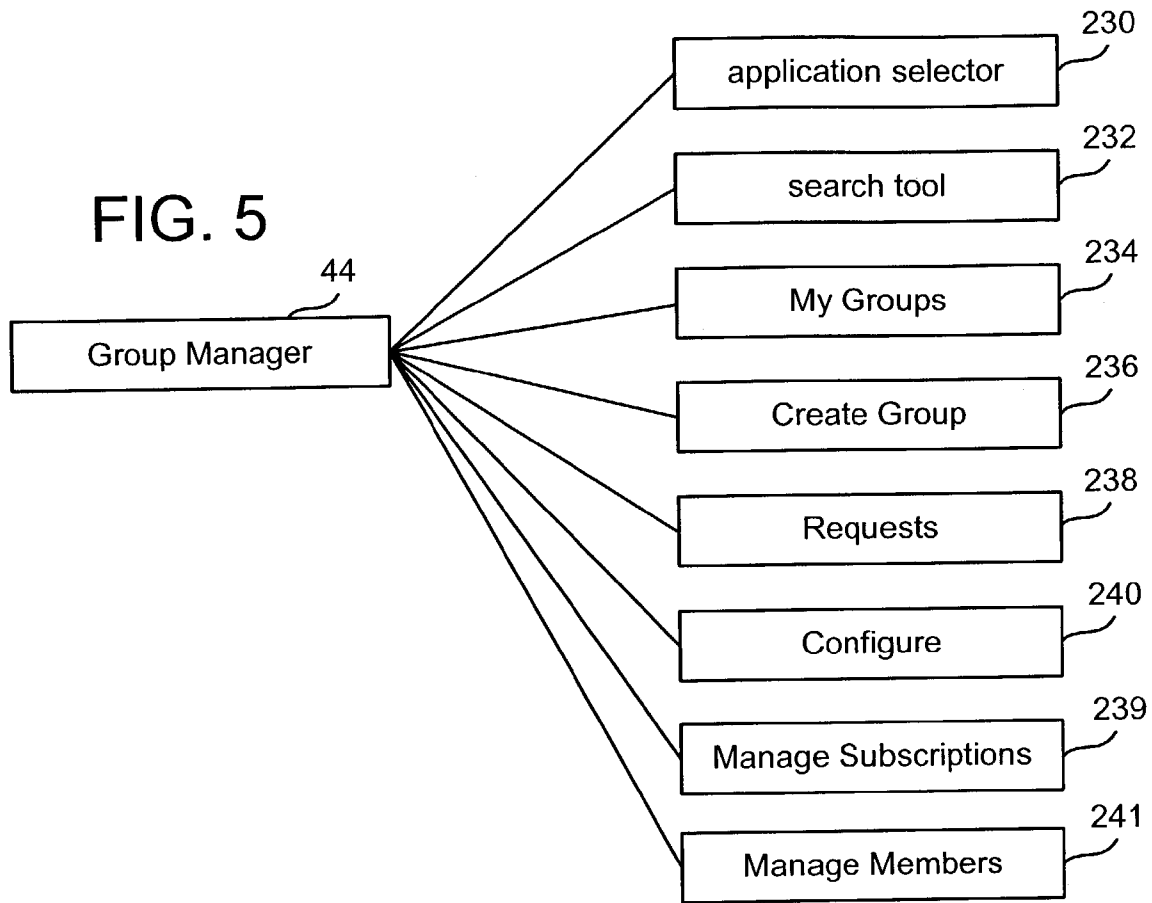 230
application selector
232
search tool
FIG. 5
234
My Groups
44
Group Manager
236
Create Group
238
Requests
240
Configure
239
Manage Subscriptions
241
Manage Members